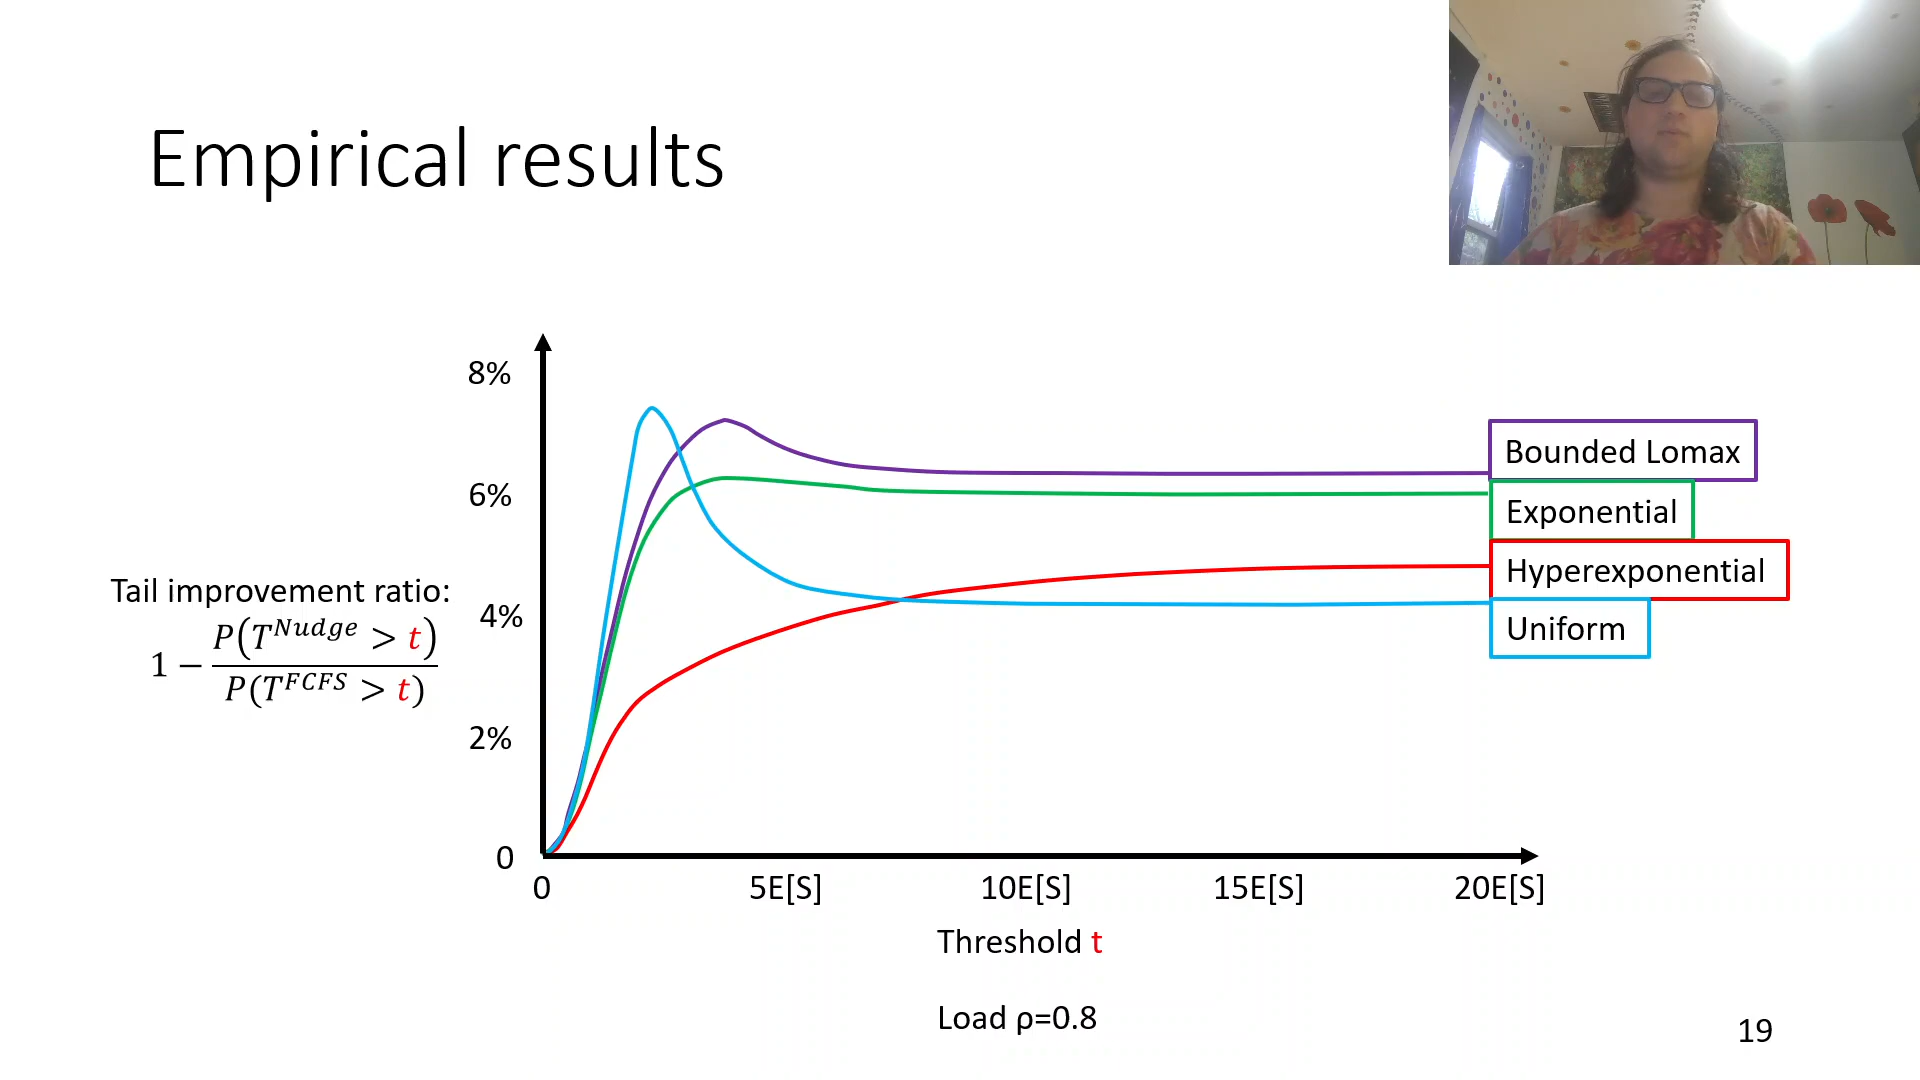 Empirical results
8%
6%
4%
2%
0
Tail improvement ratio:
1 − P(T^Nudge > t) / P(T^FCFS > t)
Bounded Lomax
Exponential
Hyperexponential
Uniform
0 5E[S] 10E[S] 15E[S] 20E[S]
Threshold t
Load ρ=0.8
19